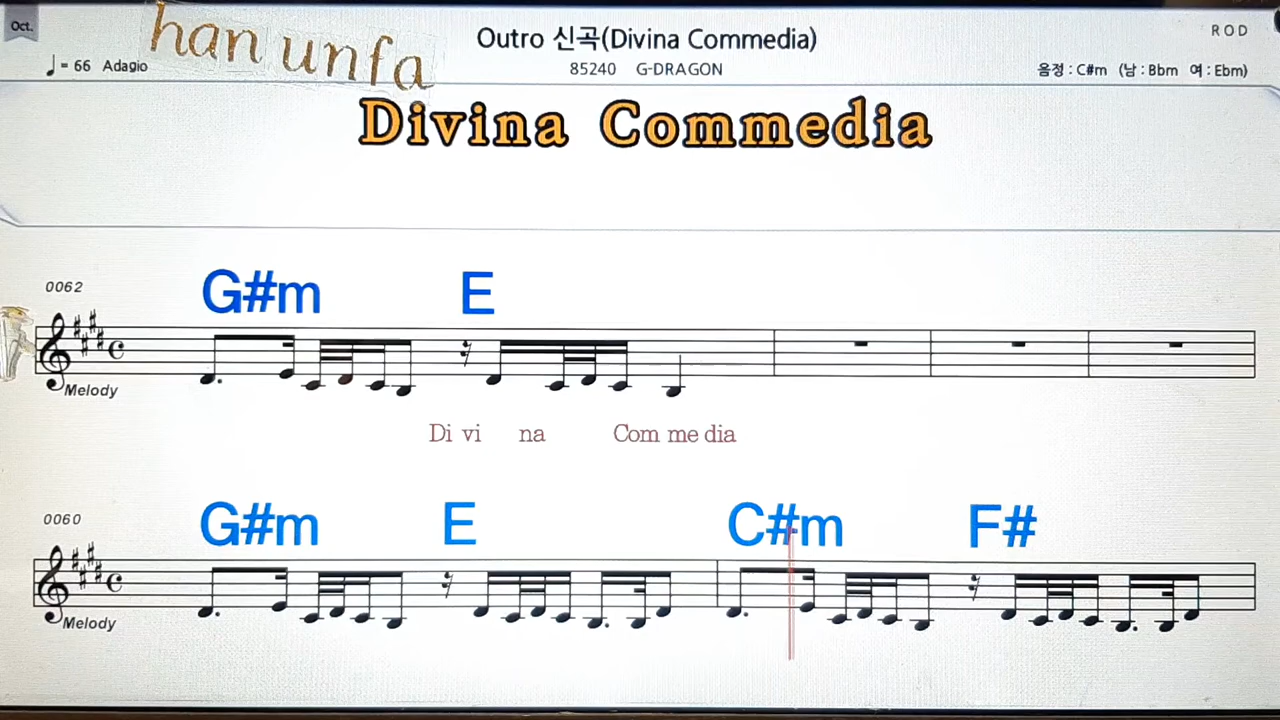 Oct.
han unfa
Outro 신곡(Divina Commedia)
ROD
♩= 66 Adagio
85240 G-DRAGON
음정 : C#m (남 : Bbm 여 : Ebm)
Divina Commedia
0062
G#m E
Melody
Di vi na Com me dia
0060
G#m E C#m F#
Melody